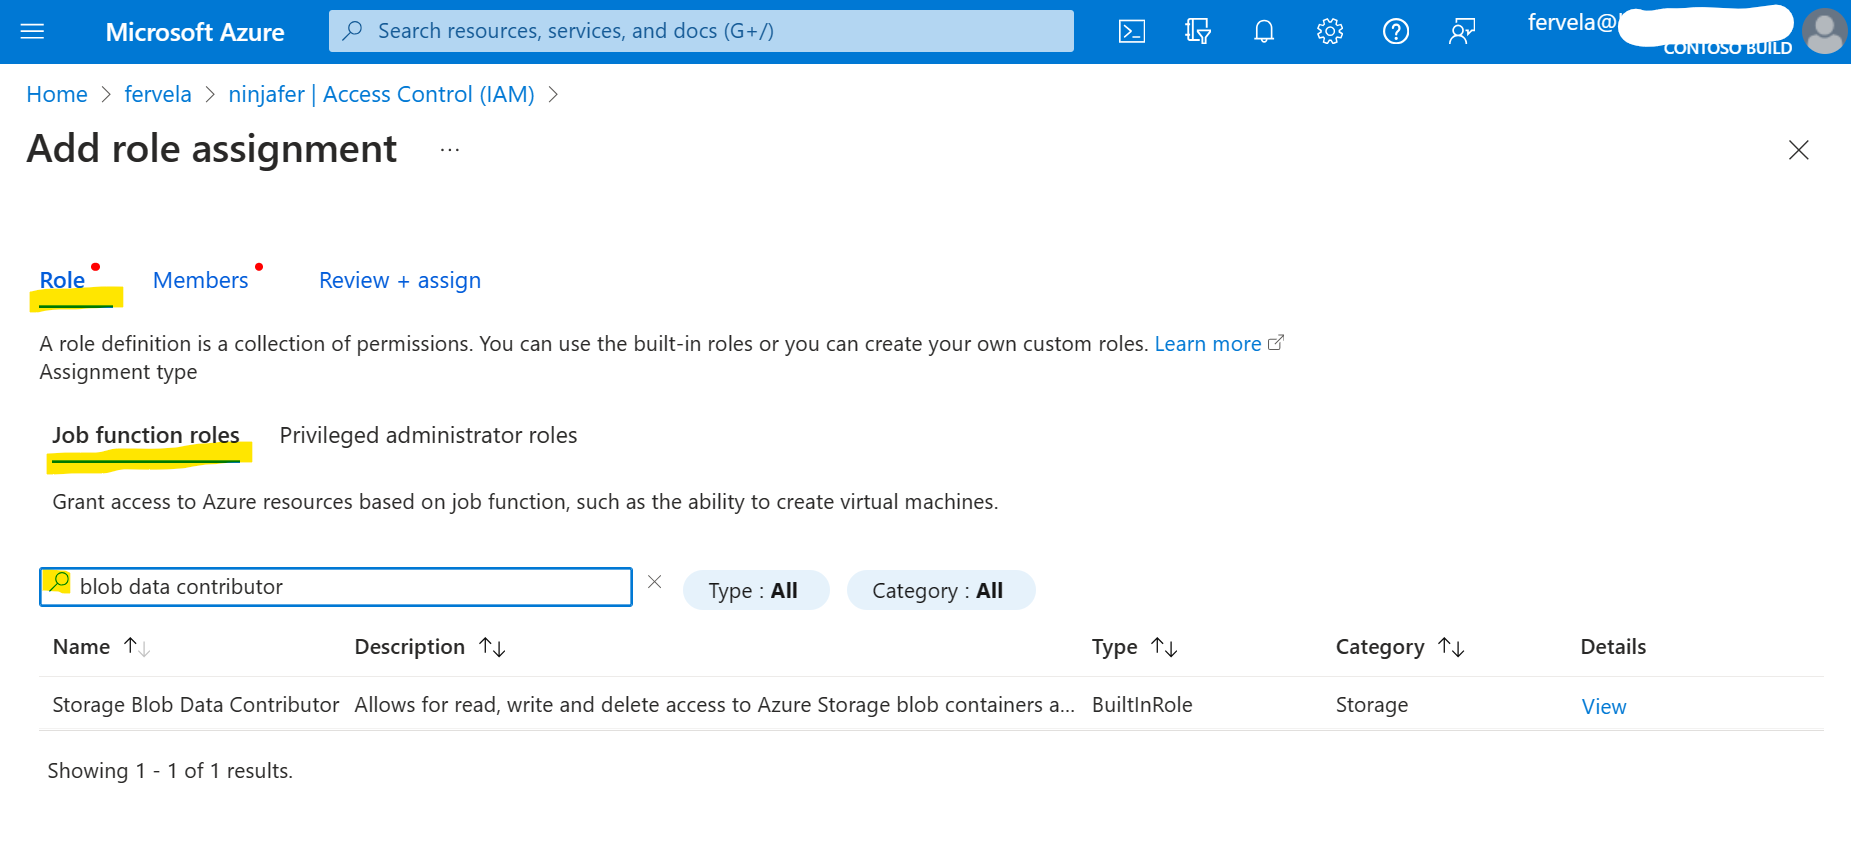 Microsoft Azure
Search resources, services, and docs (G+/)
fervela@
CONTOSO BUILD
Home > fervela > ninjafer | Access Control (IAM) >
Add role assignment ...
Role Members Review + assign
A role definition is a collection of permissions. You can use the built-in roles or you can create your own custom roles. Learn more
Assignment type
Job function roles Privileged administrator roles
Grant access to Azure resources based on job function, such as the ability to create virtual machines.
blob data contributor Type : All Category : All
Name ↑↓ Description ↑↓ Type ↑↓ Category ↑↓ Details
Storage Blob Data Contributor Allows for read, write and delete access to Azure Storage blob containers a... BuiltInRole Storage View
Showing 1 - 1 of 1 results.